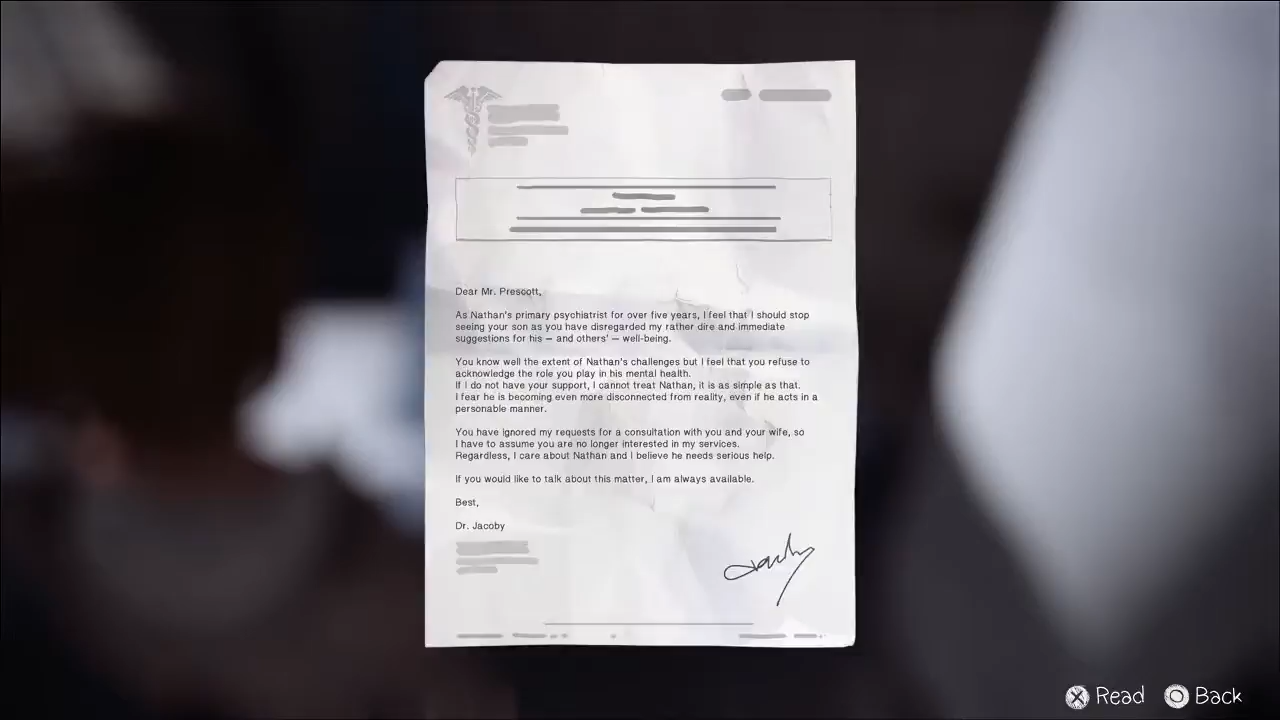 Dear Mr. Prescott,
As Nathan's primary psychiatrist for over five years, I feel that I should stop
seeing your son as you have disregarded my rather dire and immediate
suggestions for his — and others' — well-being.
You know well the extent of Nathan's challenges but I feel that you refuse to
acknowledge the role you play in his mental health.
If I do not have your support, I cannot treat Nathan, it is as simple as that.
I fear he is becoming even more disconnected from reality, even if he acts in a
personable manner.
You have ignored my requests for a consultation with you and your wife, so
I have to assume you are no longer interested in my services.
Regardless, I care about Nathan and I believe he needs serious help.
If you would like to talk about this matter, I am always available.
Best,
Dr. Jacoby
Read
Back